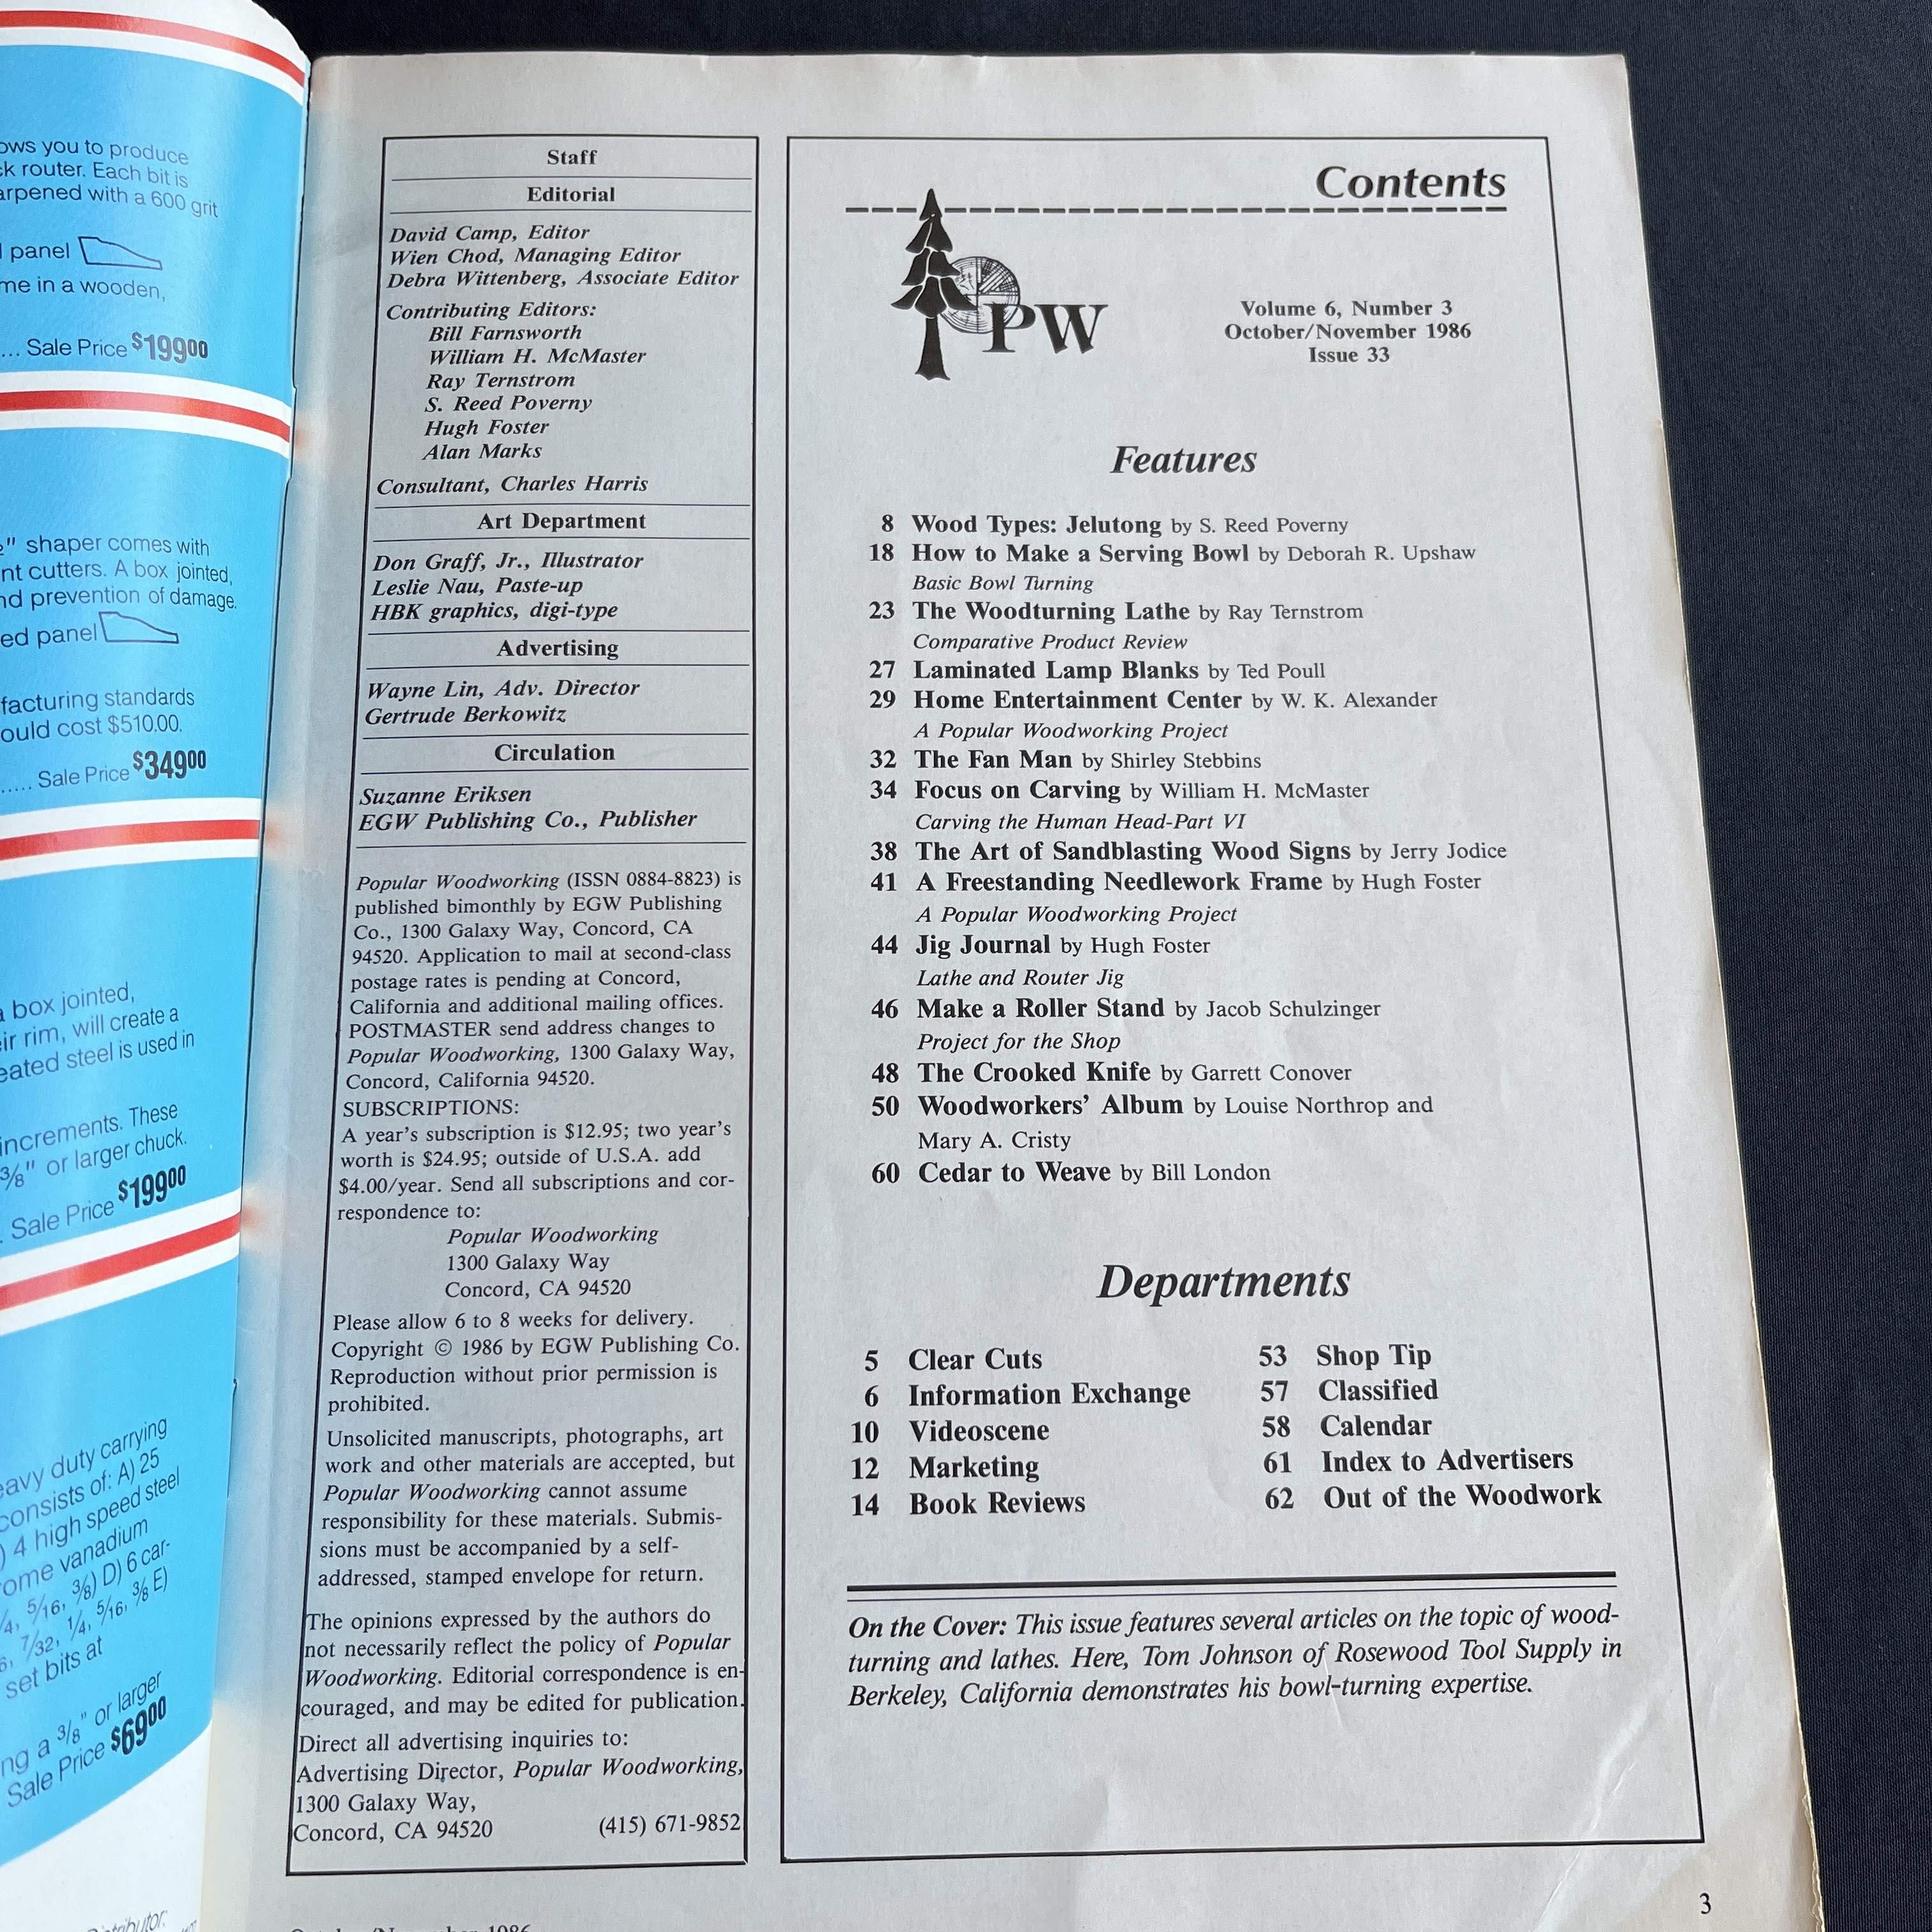 ows you to produce
ck router. Each bit is
arpened with a 600 grit
panel
me in a wooden,
... Sale Price $19900
" shaper comes with
nt cutters. A box jointed,
nd prevention of damage.
ed panel
facturing standards
ould cost $510.00.
..... Sale Price $34900
a box jointed,
eir rim, will create a
eated steel is used in
increments. These
3/8" or larger chuck.
. Sale Price $19900
eavy duty carrying
consists of: A) 25
) 4 high speed steel
ome vanadium
/4, 5/16, 3/8) D) 6 car-
6, 7/32, 1/4, 5/16, 3/8 E)
set bits at
ng a 3/8" or larger
Sale Price $6900
Staff
Editorial
David Camp, Editor
Wien Chod, Managing Editor
Debra Wittenberg, Associate Editor
Contributing Editors:
Bill Farnsworth
William H. McMaster
Ray Ternstrom
S. Reed Poverny
Hugh Foster
Alan Marks
Consultant, Charles Harris
Art Department
Don Graff, Jr., Illustrator
Leslie Nau, Paste-up
HBK graphics, digi-type
Advertising
Wayne Lin, Adv. Director
Gertrude Berkowitz
Circulation
Suzanne Eriksen
EGW Publishing Co., Publisher
Popular Woodworking (ISSN 0884-8823) is
published bimonthly by EGW Publishing
Co., 1300 Galaxy Way, Concord, CA
94520. Application to mail at second-class
postage rates is pending at Concord,
California and additional mailing offices.
POSTMASTER send address changes to
Popular Woodworking, 1300 Galaxy Way,
Concord, California 94520.
SUBSCRIPTIONS:
A year's subscription is $12.95; two year's
worth is $24.95; outside of U.S.A. add
$4.00/year. Send all subscriptions and cor-
respondence to:
Popular Woodworking
1300 Galaxy Way
Concord, CA 94520
Please allow 6 to 8 weeks for delivery.
Copyright © 1986 by EGW Publishing Co.
Reproduction without prior permission is
prohibited.
Unsolicited manuscripts, photographs, art
work and other materials are accepted, but
Popular Woodworking cannot assume
responsibility for these materials. Submis-
sions must be accompanied by a self-
addressed, stamped envelope for return.
The opinions expressed by the authors do
not necessarily reflect the policy of Popular
Woodworking. Editorial correspondence is en-
couraged, and may be edited for publication.
Direct all advertising inquiries to:
Advertising Director, Popular Woodworking,
1300 Galaxy Way,
Concord, CA 94520 (415) 671-9852
Contents
PW
Volume 6, Number 3
October/November 1986
Issue 33
Features
8 Wood Types: Jelutong by S. Reed Poverny
18 How to Make a Serving Bowl by Deborah R. Upshaw
Basic Bowl Turning
23 The Woodturning Lathe by Ray Ternstrom
Comparative Product Review
27 Laminated Lamp Blanks by Ted Poull
29 Home Entertainment Center by W. K. Alexander
A Popular Woodworking Project
32 The Fan Man by Shirley Stebbins
34 Focus on Carving by William H. McMaster
Carving the Human Head-Part VI
38 The Art of Sandblasting Wood Signs by Jerry Jodice
41 A Freestanding Needlework Frame by Hugh Foster
A Popular Woodworking Project
44 Jig Journal by Hugh Foster
Lathe and Router Jig
46 Make a Roller Stand by Jacob Schulzinger
Project for the Shop
48 The Crooked Knife by Garrett Conover
50 Woodworkers' Album by Louise Northrop and
Mary A. Cristy
60 Cedar to Weave by Bill London
Departments
5 Clear Cuts
6 Information Exchange
10 Videoscene
12 Marketing
14 Book Reviews
53 Shop Tip
57 Classified
58 Calendar
61 Index to Advertisers
62 Out of the Woodwork
On the Cover: This issue features several articles on the topic of wood-
turning and lathes. Here, Tom Johnson of Rosewood Tool Supply in
Berkeley, California demonstrates his bowl-turning expertise.
3